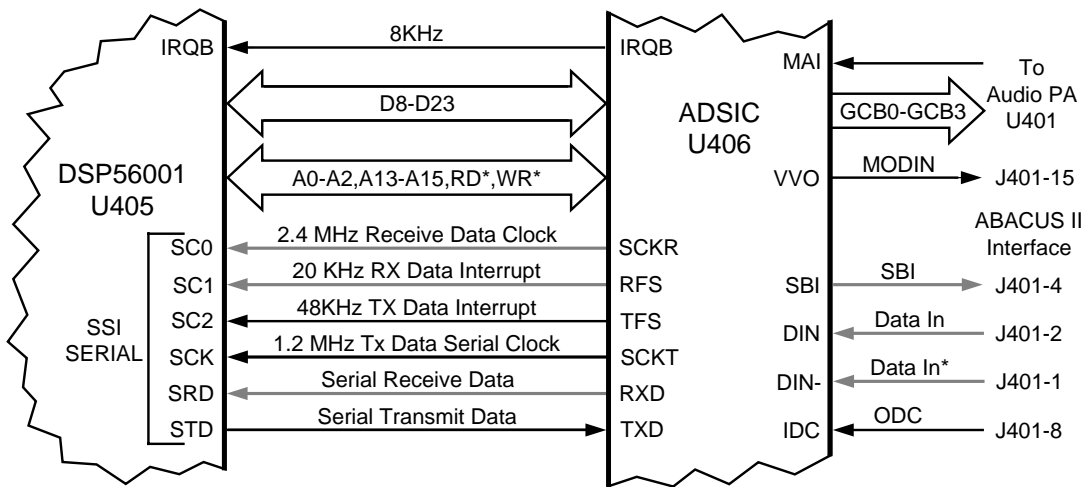 8KHz
IRQB
IRQB
MAI
To
Audio PA
U401
D8-D23
ADSIC
U406
GCB0-GCB3
DSP56001
U405
A0-A2,A13-A15,RD*,WR*
VVO
MODIN
J401-15
ABACUS II
Interface
SC0
2.4 MHz Receive Data Clock
SCKR
SC1
20 KHz RX Data Interrupt
RFS
SBI
SBI
J401-4
SC2
48KHz TX Data Interrupt
TFS
DIN
Data In
J401-2
SSI
SERIAL
SCK
1.2 MHz Tx Data Serial Clock
SCKT
DIN-
Data In*
J401-1
SRD
Serial Receive Data
RXD
STD
Serial Transmit Data
TXD
IDC
ODC
J401-8